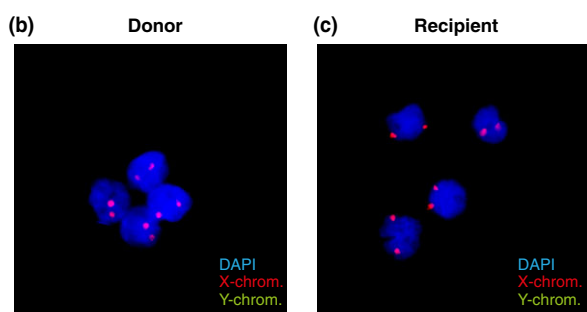 (b) Donor
DAPI
X-chrom.
Y-chrom.
(c) Recipient
DAPI
X-chrom.
Y-chrom.